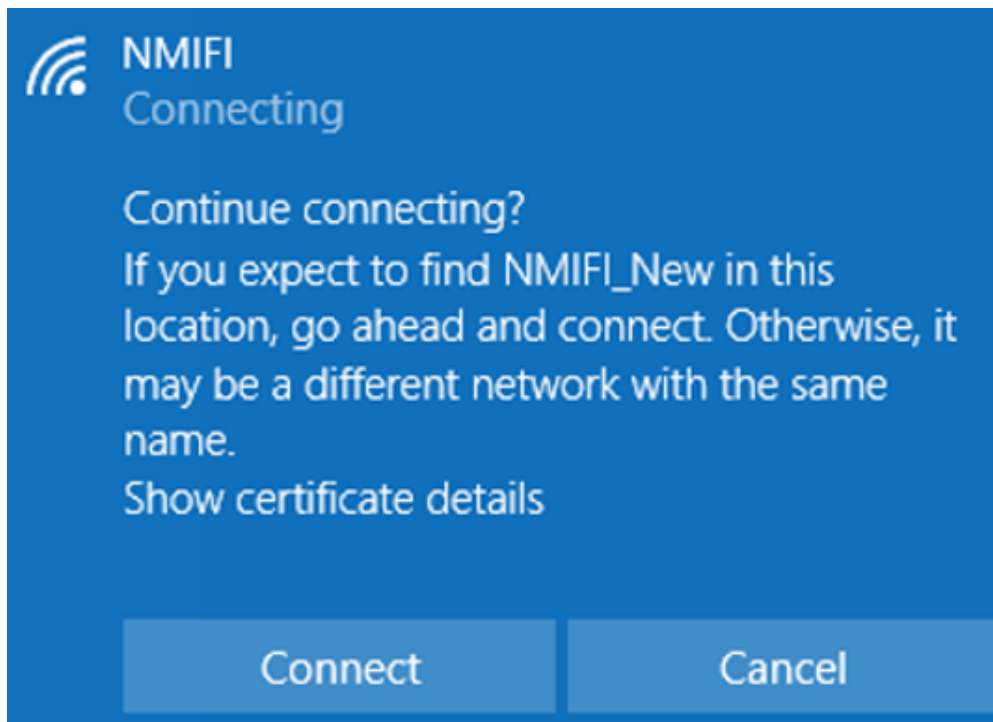 NMIFI
Connecting
Continue connecting?
If you expect to find NMIFI_New in this
location, go ahead and connect. Otherwise, it
may be a different network with the same
name.
Show certificate details
Connect
Cancel